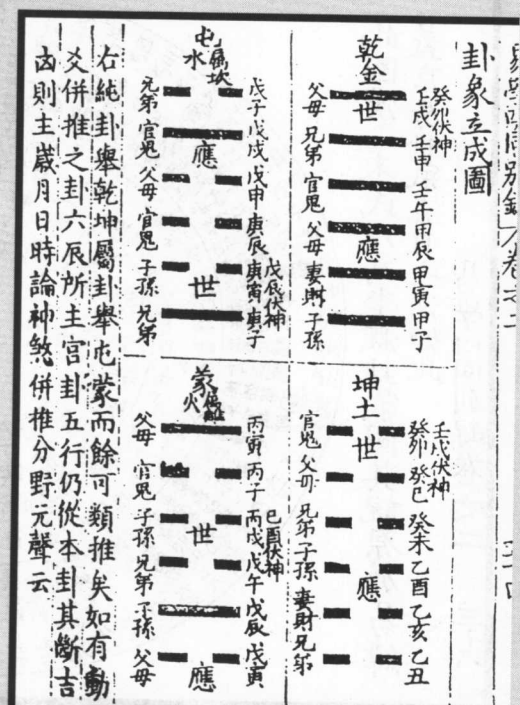 卦象立成圖
乾金
癸卯伏神
壬戌 壬申 壬午 甲辰 甲寅 甲子
世 應
父母 兄弟 官鬼 父母 妻財 子孫
坤土
壬戌伏神
癸卯 癸巳 癸未 乙酉 乙亥 乙丑
世 應
官鬼 父母 兄弟 子孫 妻財 兄弟
屯屬坎水
戊子 戊戌 戊申 庚辰 庚寅 庚子
戊辰伏神
應 世
兄弟 官鬼 父母 官鬼 子孫 兄弟
蒙屬離火
丙寅 丙子 丙戌 戊午 戊辰 戊寅
己酉伏神
世 應
父母 官鬼 子孫 兄弟 子孫 父母
右純卦舉乾坤屬卦舉屯蒙而餘可類推矣如有動
爻併推之卦六辰所主官卦五行仍從本卦其斷吉
凶則主歲月日時論神煞併推分野元聲云